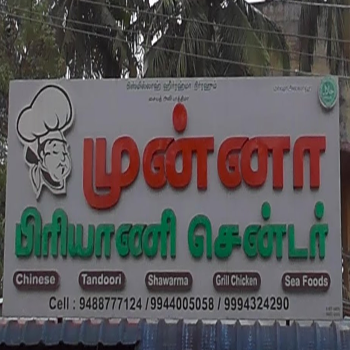 முன்னா
பிரியாணி சென்டர்
Chinese Tandoori Shawarma Grill Chicken Sea Foods
Cell : 9488777124 / 9944005058 / 9994324290